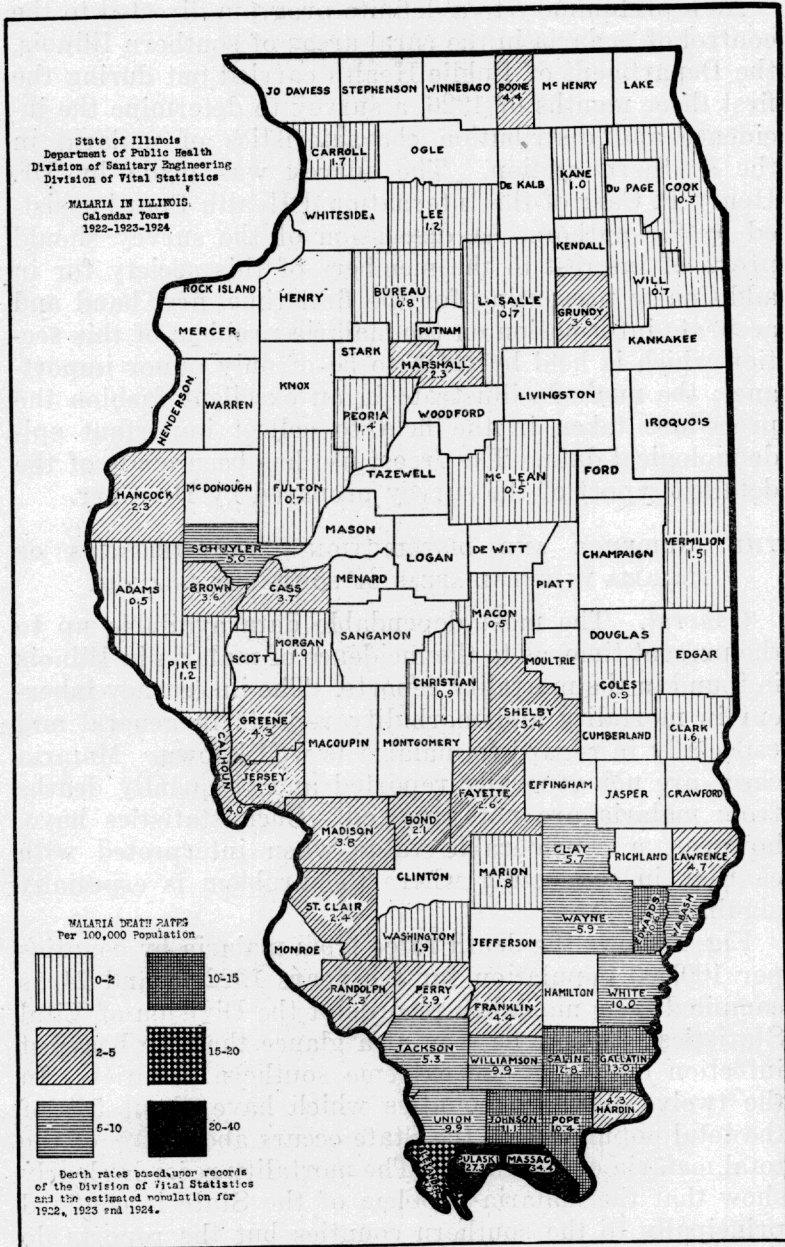 State of Illinois
Department of Public Health
Division of Sanitary Engineering
Division of Vital Statistics
MALARIA IN ILLINOIS
Calendar Years
1922-1923-1924
JO DAVIESS
STEPHENSON
WINNEBAGO
BOONE
4.4
McHENRY
LAKE
CARROLL
1.7
OGLE
DE KALB
KANE
1.0
DU PAGE
COOK
0.3
WHITESIDE
LEE
1.2
KENDALL
WILL
0.7
ROCK ISLAND
HENRY
BUREAU
0.8
LASALLE
0.7
GRUNDY
3.6
MERCER
PUTNAM
KANKAKEE
STARK
MARSHALL
2.3
HENDERSON
WARREN
KNOX
PEORIA
1.4
WOODFORD
LIVINGSTON
IROQUOIS
HANCOCK
2.3
McDONOUGH
FULTON
0.7
TAZEWELL
McLEAN
0.5
FORD
SCHUYLER
5.0
MASON
LOGAN
DE WITT
CHAMPAIGN
VERMILION
1.5
ADAMS
0.5
BROWN
3.6
CASS
3.7
MENARD
PIATT
MACON
0.5
PIKE
1.2
SCOTT
MORGAN
1.0
SANGAMON
DOUGLAS
EDGAR
CHRISTIAN
0.9
MOULTRIE
COLES
0.9
GREENE
4.3
MACOUPIN
MONTGOMERY
SHELBY
3.4
CUMBERLAND
CLARK
1.6
CALHOUN
4.0
JERSEY
2.6
FAYETTE
2.6
EFFINGHAM
JASPER
CRAWFORD
MADISON
3.8
BOND
2.1
CLAY
5.7
RICHLAND
LAWRENCE
4.7
CLINTON
MARION
1.8
ST. CLAIR
2.4
WAYNE
5.9
EDWARDS
WABASH
MONROE
WASHINGTON
1.9
JEFFERSON
RANDOLPH
2.3
PERRY
2.9
FRANKLIN
4.4
HAMILTON
WHITE
10.0
JACKSON
5.3
WILLIAMSON
9.9
SALINE
12.8
GALLATIN
13.0
UNION
9.9
JOHNSON
11.1
POPE
10.4
4.3
HARDIN
PULASKI
27.3
MASSAC
34.4
MALARIA DEATH RATES
Per 100,000 Population
0-2
10-15
2-5
15-20
5-10
20-40
Death rates based upon records
of the Division of Vital Statistics
and the estimated population for
1922, 1923 and 1924.